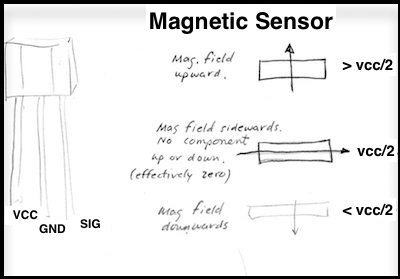 Magnetic Sensor
Mag. field
upward.
> vcc/2
Mag field sidewards.
No component
up or down.
(effectively zero)
vcc/2
Mag field
downwards
< vcc/2
VCC
GND
SIG